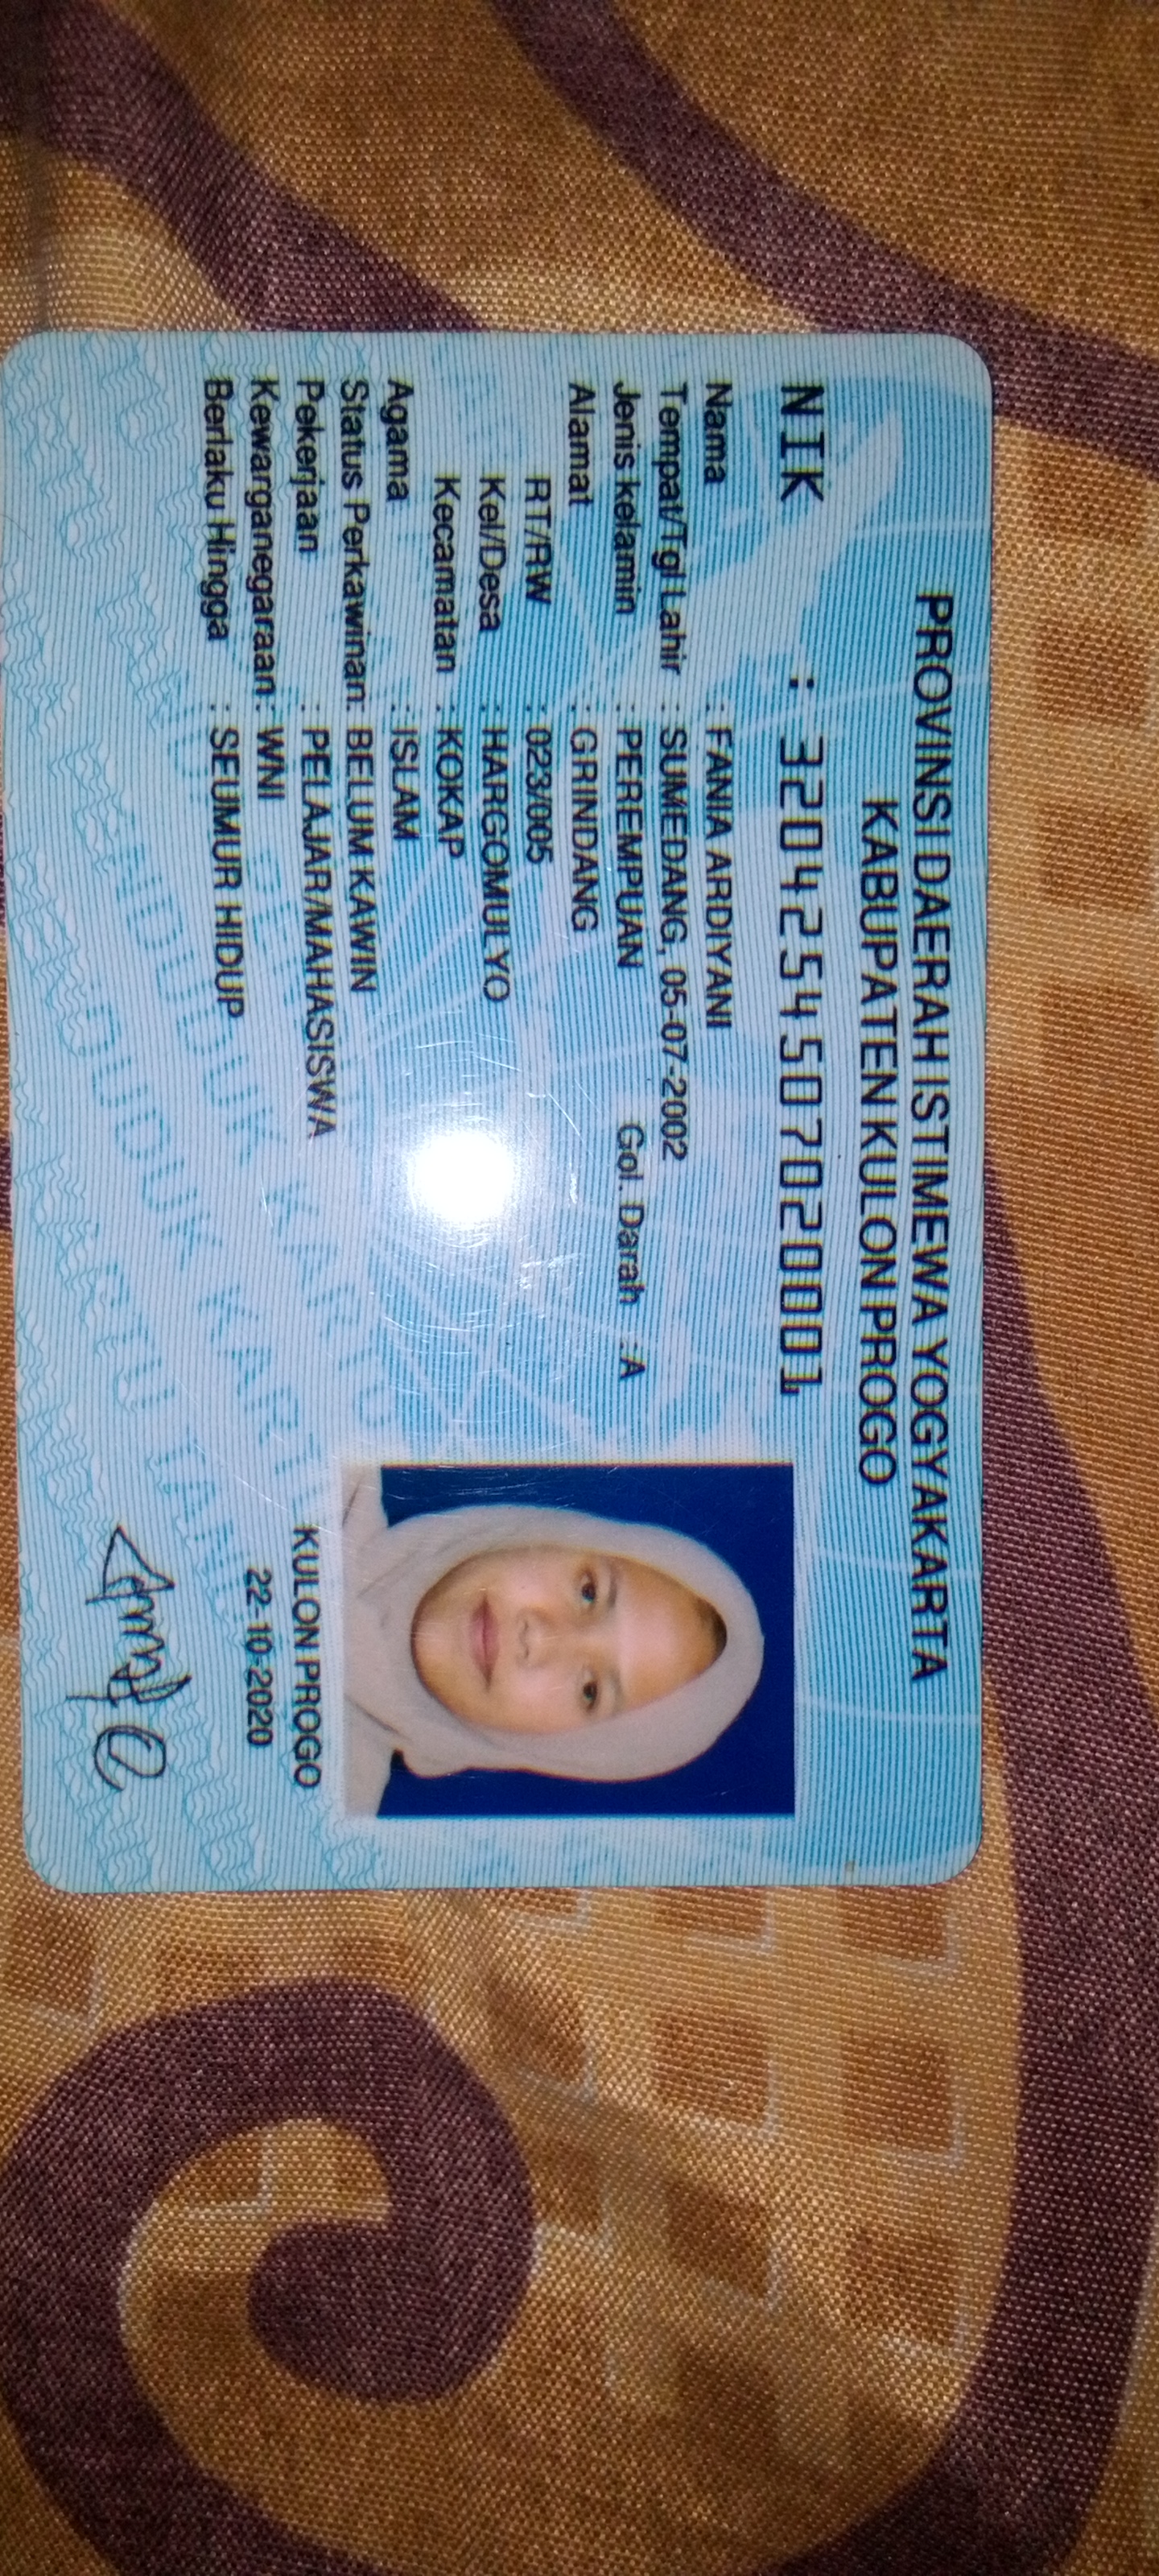 PROVINSI DAERAH ISTIMEWA YOGYAKARTA
KABUPATEN KULON PROGO
NIK : 3204254507020001
Nama : FANIA ARDIYANI
Tempat/Tgl Lahir : SUMEDANG, 05-07-2002
Jenis kelamin : PEREMPUAN Gol. Darah : A
Alamat : GRINDANG
RT/RW : 023/005
Kel/Desa : HARGOMULYO
Kecamatan : KOKAP
Agama : ISLAM
Status Perkawinan: BELUM KAWIN
Pekerjaan : PELAJAR/MAHASISWA
Kewarganegaraan: WNI
Berlaku Hingga : SEUMUR HIDUP
KULON PROGO
22-10-2020